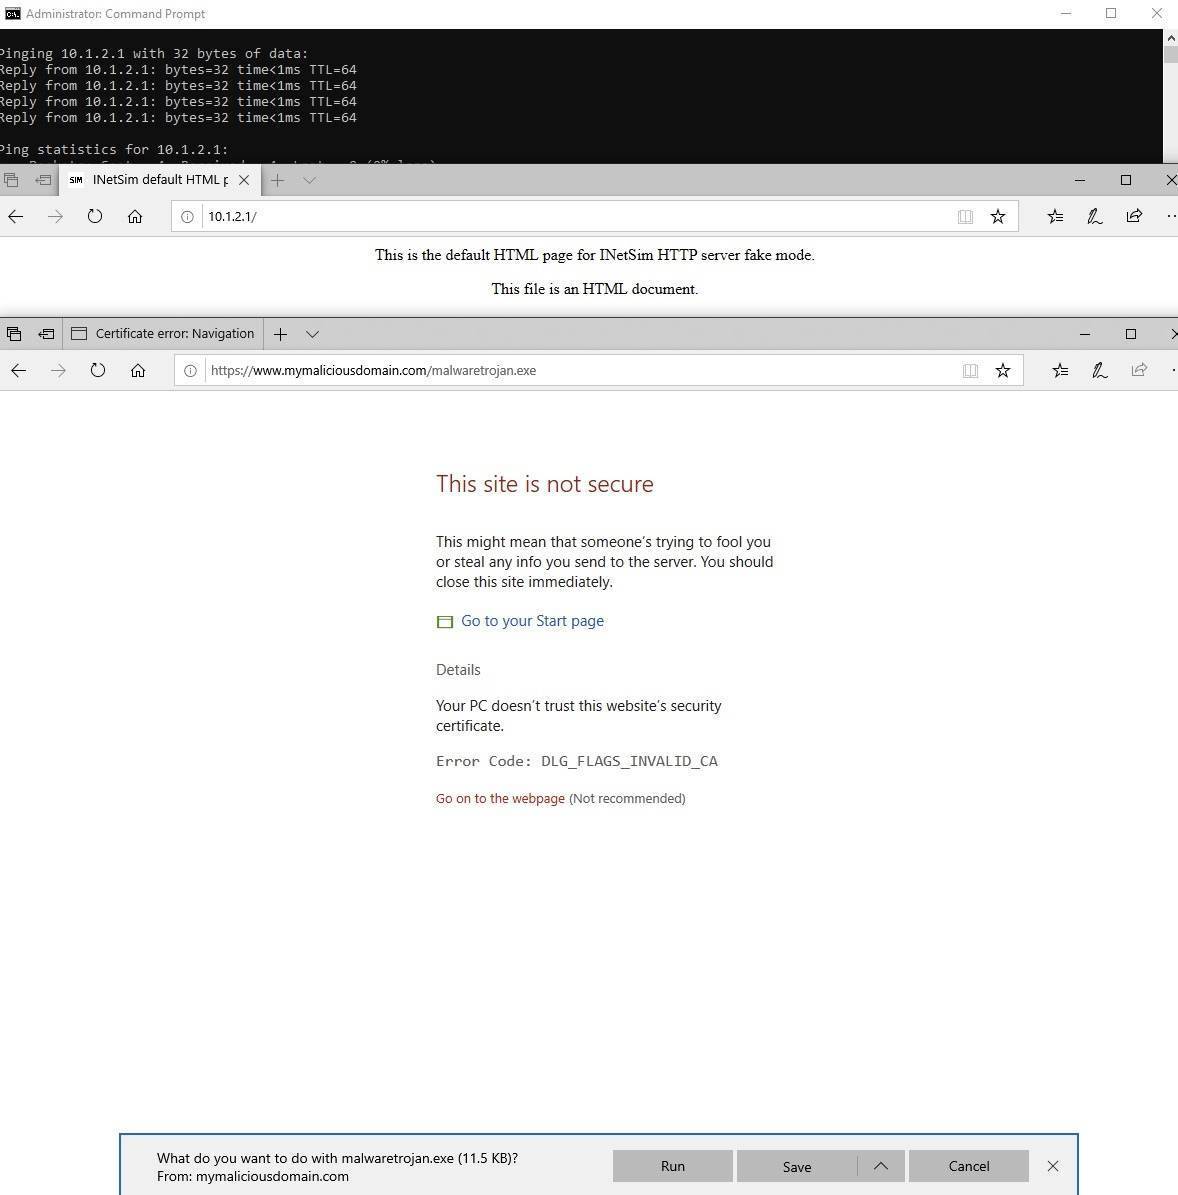 Administrator: Command Prompt
Pinging 10.1.2.1 with 32 bytes of data:
Reply from 10.1.2.1: bytes=32 time<1ms TTL=64
Reply from 10.1.2.1: bytes=32 time<1ms TTL=64
Reply from 10.1.2.1: bytes=32 time<1ms TTL=64
Reply from 10.1.2.1: bytes=32 time<1ms TTL=64
Ping statistics for 10.1.2.1:
SIM INetSim default HTML p
10.1.2.1/
This is the default HTML page for INetSim HTTP server fake mode.
This file is an HTML document.
Certificate error: Navigation
https://www.mymaliciousdomain.com/malwaretrojan.exe
This site is not secure
This might mean that someone's trying to fool you
or steal any info you send to the server. You should
close this site immediately.
Go to your Start page
Details
Your PC doesn't trust this website's security
certificate.
Error Code: DLG_FLAGS_INVALID_CA
Go on to the webpage (Not recommended)
What do you want to do with malwaretrojan.exe (11.5 KB)?
From: mymaliciousdomain.com
Run Save Cancel